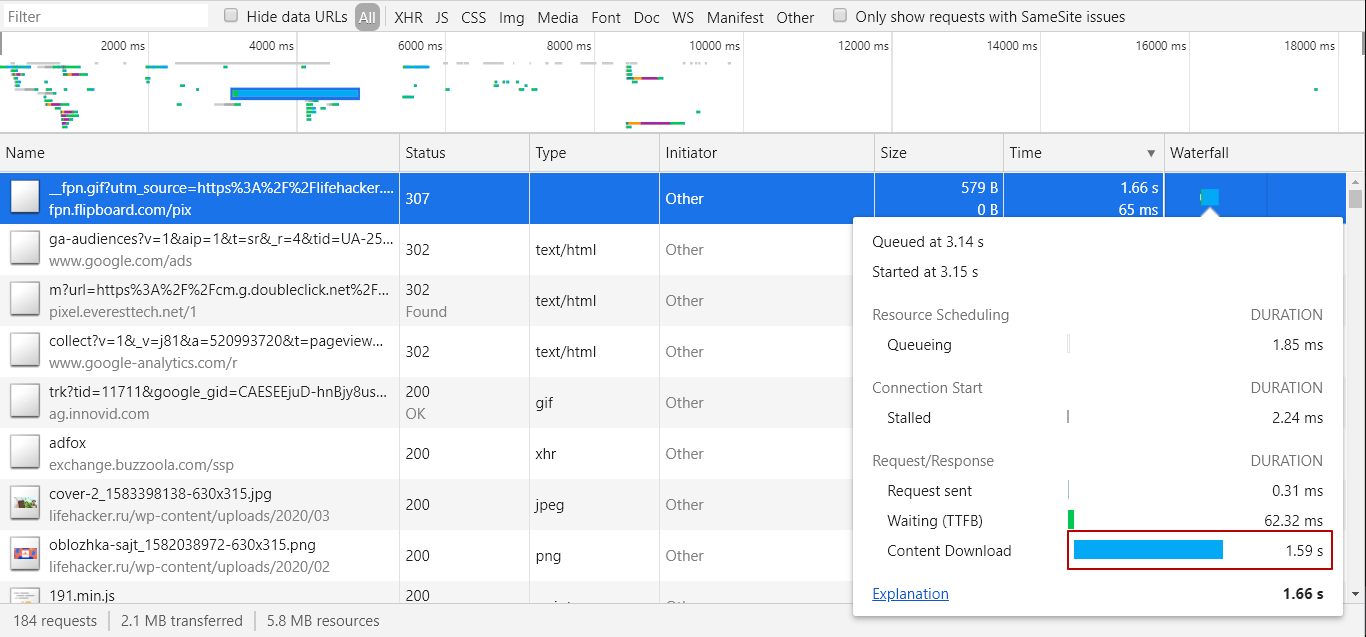 Filter
Hide data URLs All XHR JS CSS Img Media Font Doc WS Manifest Other Only show requests with SameSite issues
2000 ms 4000 ms 6000 ms 8000 ms 10000 ms 12000 ms 14000 ms 16000 ms 18000 ms
Name Status Type Initiator Size Time ▼ Waterfall
__fpn.gif?utm_source=https%3A%2F%2Flifehacker.... 307 Other 579 B 1.66 s
fpn.flipboard.com/pix 0 B 65 ms
ga-audiences?v=1&aip=1&t=sr&_r=4&tid=UA-25... 302 text/html Other
www.google.com/ads
m?url=https%3A%2F%2Fcm.g.doubleclick.net%2F... 302 text/html Other
pixel.everesttech.net/1 Found
collect?v=1&_v=j81&a=520993720&t=pageview... 302 text/html Other
www.google-analytics.com/r
trk?tid=11711&google_gid=CAESEEjuD-hnBjy8us... 200 gif Other
ag.innovid.com OK
adfox 200 xhr Other
exchange.buzzoola.com/ssp
cover-2_1583398138-630x315.jpg 200 jpeg Other
lifehacker.ru/wp-content/uploads/2020/03
oblozhka-sajt_1582038972-630x315.png 200 png Other
lifehacker.ru/wp-content/uploads/2020/02
191.min.js 200
Queued at 3.14 s
Started at 3.15 s
Resource Scheduling DURATION
Queueing 1.85 ms
Connection Start DURATION
Stalled 2.24 ms
Request/Response DURATION
Request sent 0.31 ms
Waiting (TTFB) 62.32 ms
Content Download 1.59 s
Explanation 1.66 s
184 requests 2.1 MB transferred 5.8 MB resources